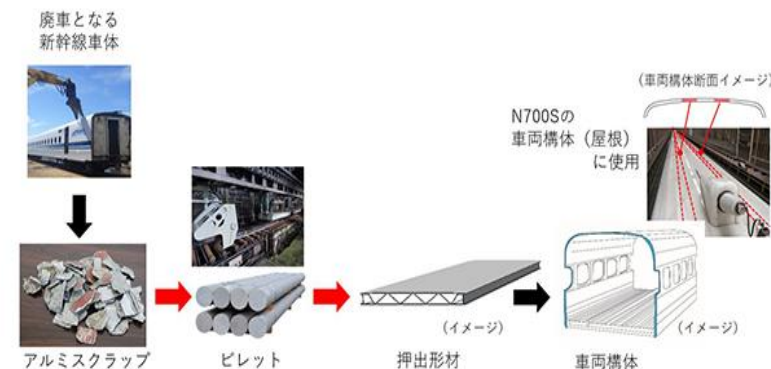 廃車となる
新幹線車体
(車両構体断面イメージ)
N700Sの
車両構体(屋根)
に使用
アルミスクラップ
ビレット
(イメージ)
押出形材
(イメージ)
車両構体